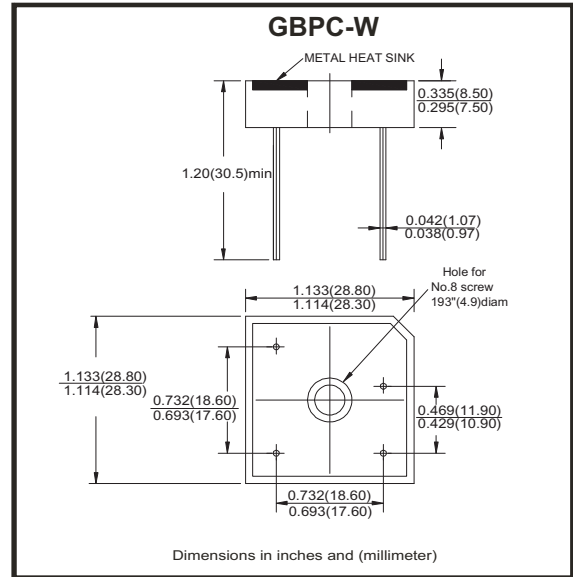 GBPC-W
METAL HEAT SINK
0.335(8.50)
0.295(7.50)
1.20(30.5)min
0.042(1.07)
0.038(0.97)
Hole for
No.8 screw
193"(4.9)diam
1.133(28.80)
1.114(28.30)
1.133(28.80)
1.114(28.30)
0.732(18.60)
0.693(17.60)
0.469(11.90)
0.429(10.90)
0.732(18.60)
0.693(17.60)
Dimensions in inches and (millimeter)